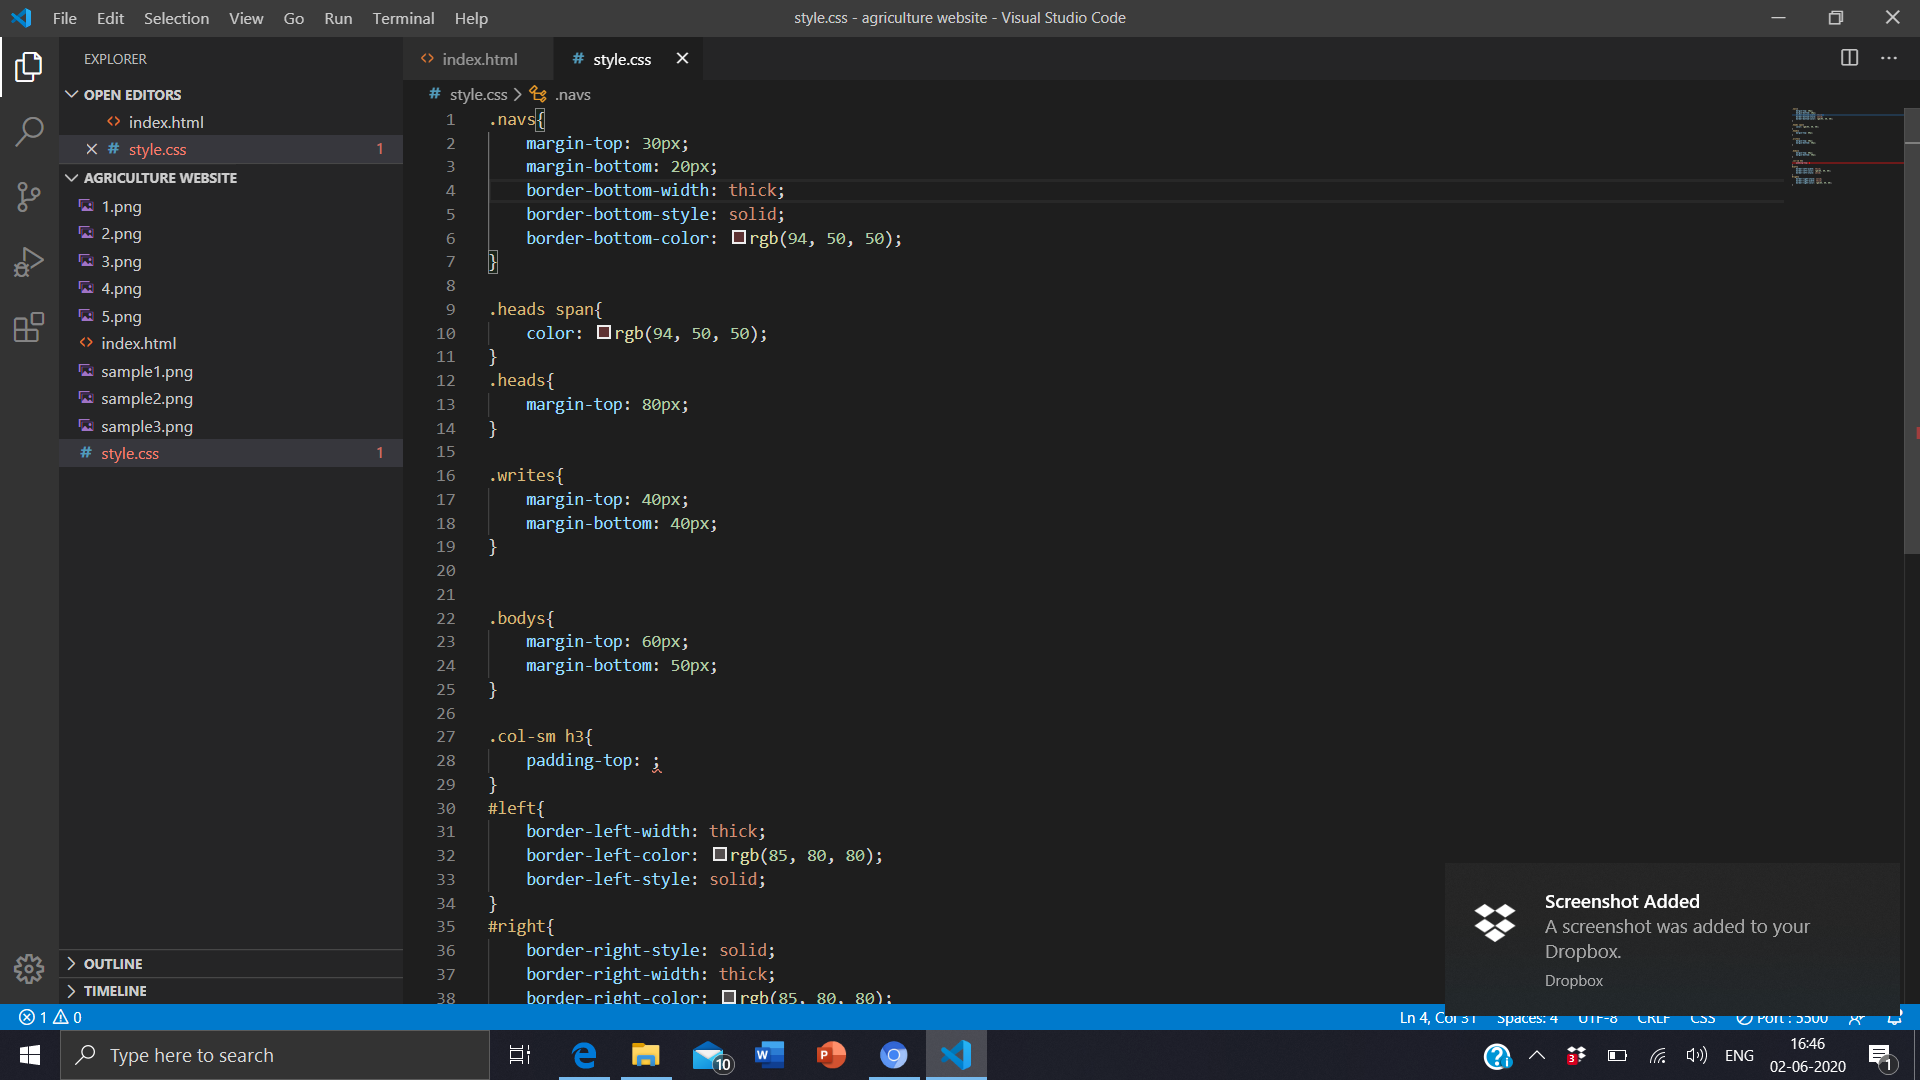 File Edit Selection View Go Run Terminal Help
style.css - agriculture website - Visual Studio Code
EXPLORER
OPEN EDITORS
index.html
style.css 1
AGRICULTURE WEBSITE
1.png
2.png
3.png
4.png
5.png
index.html
sample1.png
sample2.png
sample3.png
style.css 1
OUTLINE
TIMELINE
index.html
# style.css
# style.css > .navs
1 .navs{
2 margin-top: 30px;
3 margin-bottom: 20px;
4 border-bottom-width: thick;
5 border-bottom-style: solid;
6 border-bottom-color: rgb(94, 50, 50);
7 }
8
9 .heads span{
10 color: rgb(94, 50, 50);
11 }
12 .heads{
13 margin-top: 80px;
14 }
15
16 .writes{
17 margin-top: 40px;
18 margin-bottom: 40px;
19 }
20
21
22 .bodys{
23 margin-top: 60px;
24 margin-bottom: 50px;
25 }
26
27 .col-sm h3{
28 padding-top: ;
29 }
30 #left{
31 border-left-width: thick;
32 border-left-color: rgb(85, 80, 80);
33 border-left-style: solid;
34 }
35 #right{
36 border-right-style: solid;
37 border-right-width: thick;
38 border-right-color: rgb(85, 80, 80);
Screenshot Added
A screenshot was added to your
Dropbox.
Dropbox
1 0
Ln 4, Col 31 Spaces: 4 UTF-8 CRLF CSS Port : 5500
Type here to search
10
3
ENG
16:46
02-06-2020
1